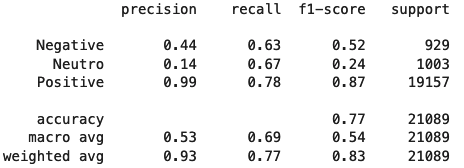 precision recall f1-score support
Negative 0.44 0.63 0.52 929
Neutro 0.14 0.67 0.24 1003
Positive 0.99 0.78 0.87 19157
accuracy 0.77 21089
macro avg 0.53 0.69 0.54 21089
weighted avg 0.93 0.77 0.83 21089